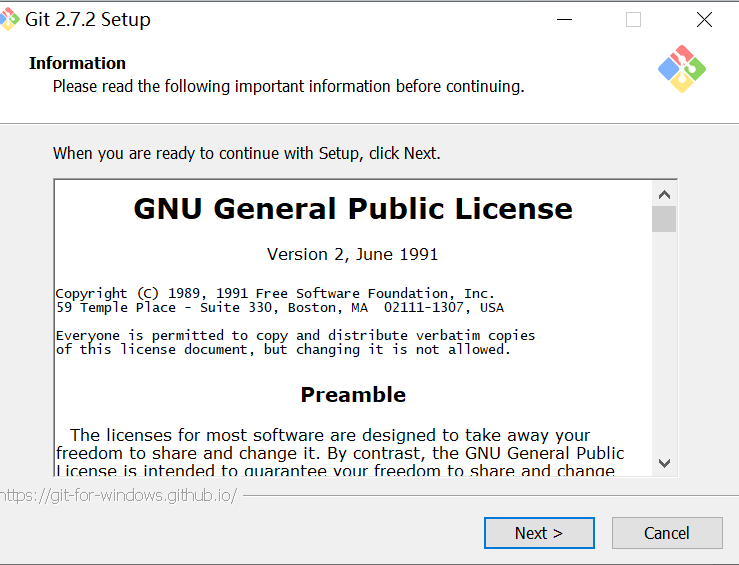 Git 2.7.2 Setup
Information
Please read the following important information before continuing.
When you are ready to continue with Setup, click Next.
GNU General Public License
Version 2, June 1991
Copyright (C) 1989, 1991 Free Software Foundation, Inc.
59 Temple Place - Suite 330, Boston, MA  02111-1307, USA
Everyone is permitted to copy and distribute verbatim copies
of this license document, but changing it is not allowed.
Preamble
The licenses for most software are designed to take away your
freedom to share and change it. By contrast, the GNU General Public
License is intended to guarantee your freedom to share and change
https://git-for-windows.github.io/
Next >
Cancel